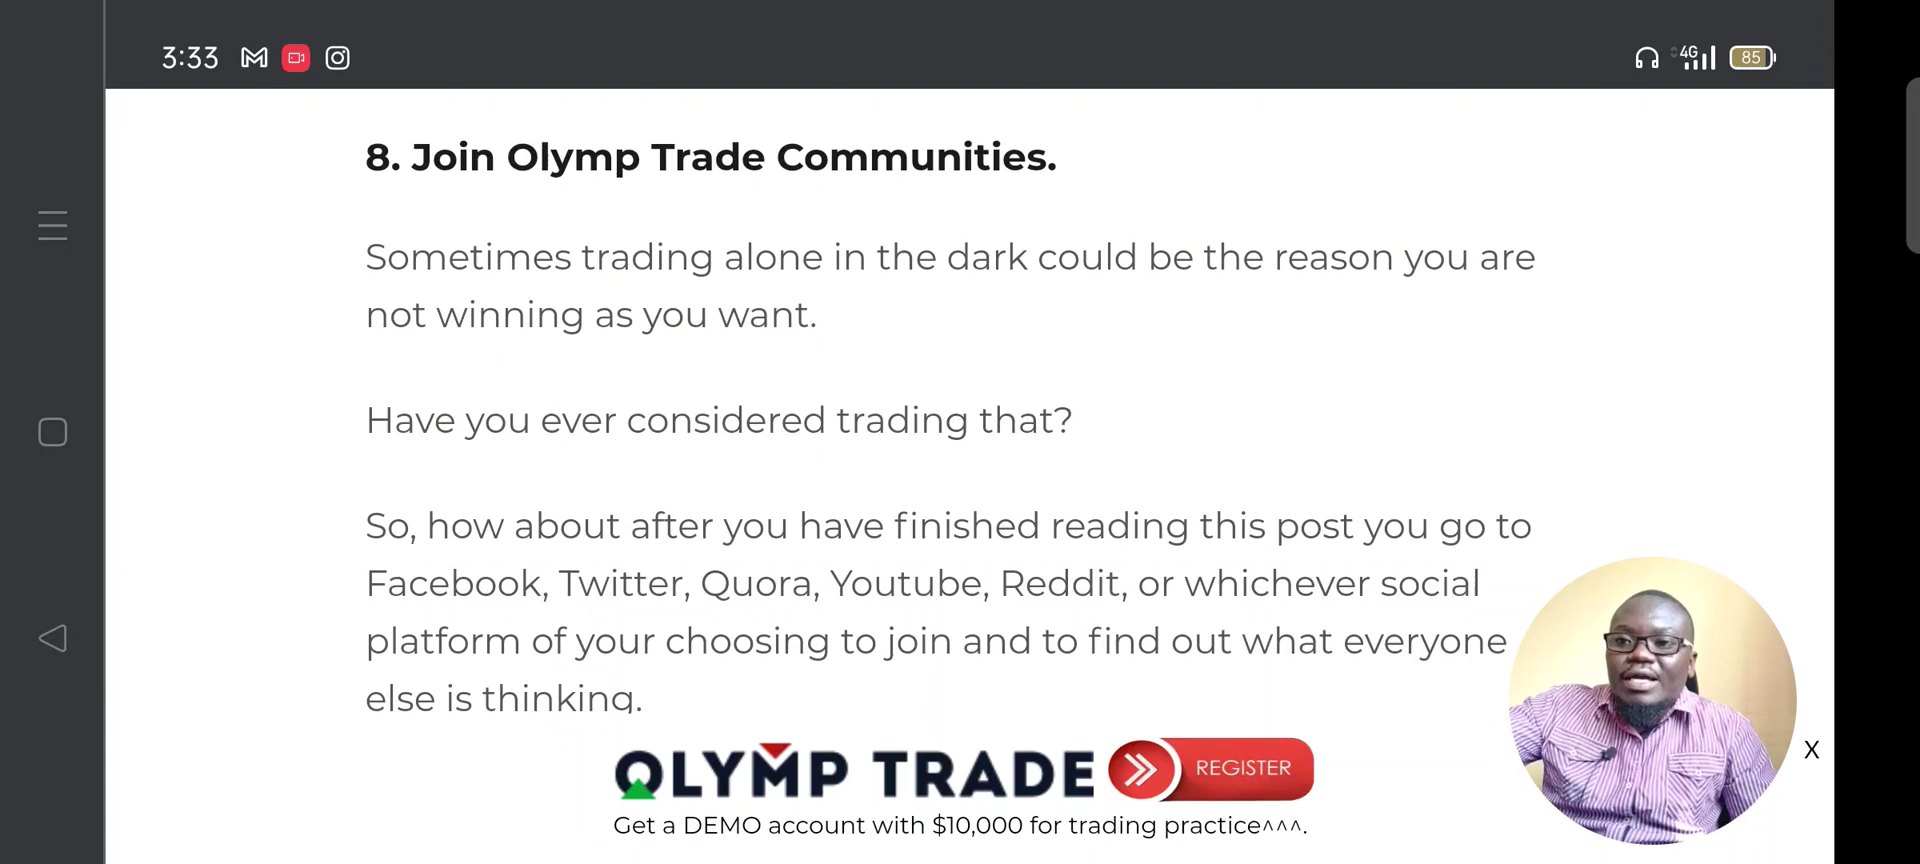 3:33
4G
85
8. Join Olymp Trade Communities.
Sometimes trading alone in the dark could be the reason you are
not winning as you want.
Have you ever considered trading that?
So, how about after you have finished reading this post you go to
Facebook, Twitter, Quora, Youtube, Reddit, or whichever social
platform of your choosing to join and to find out what everyone
else is thinking.
OLYMP TRADE
REGISTER
X
Get a DEMO account with $10,000 for trading practice^^^.